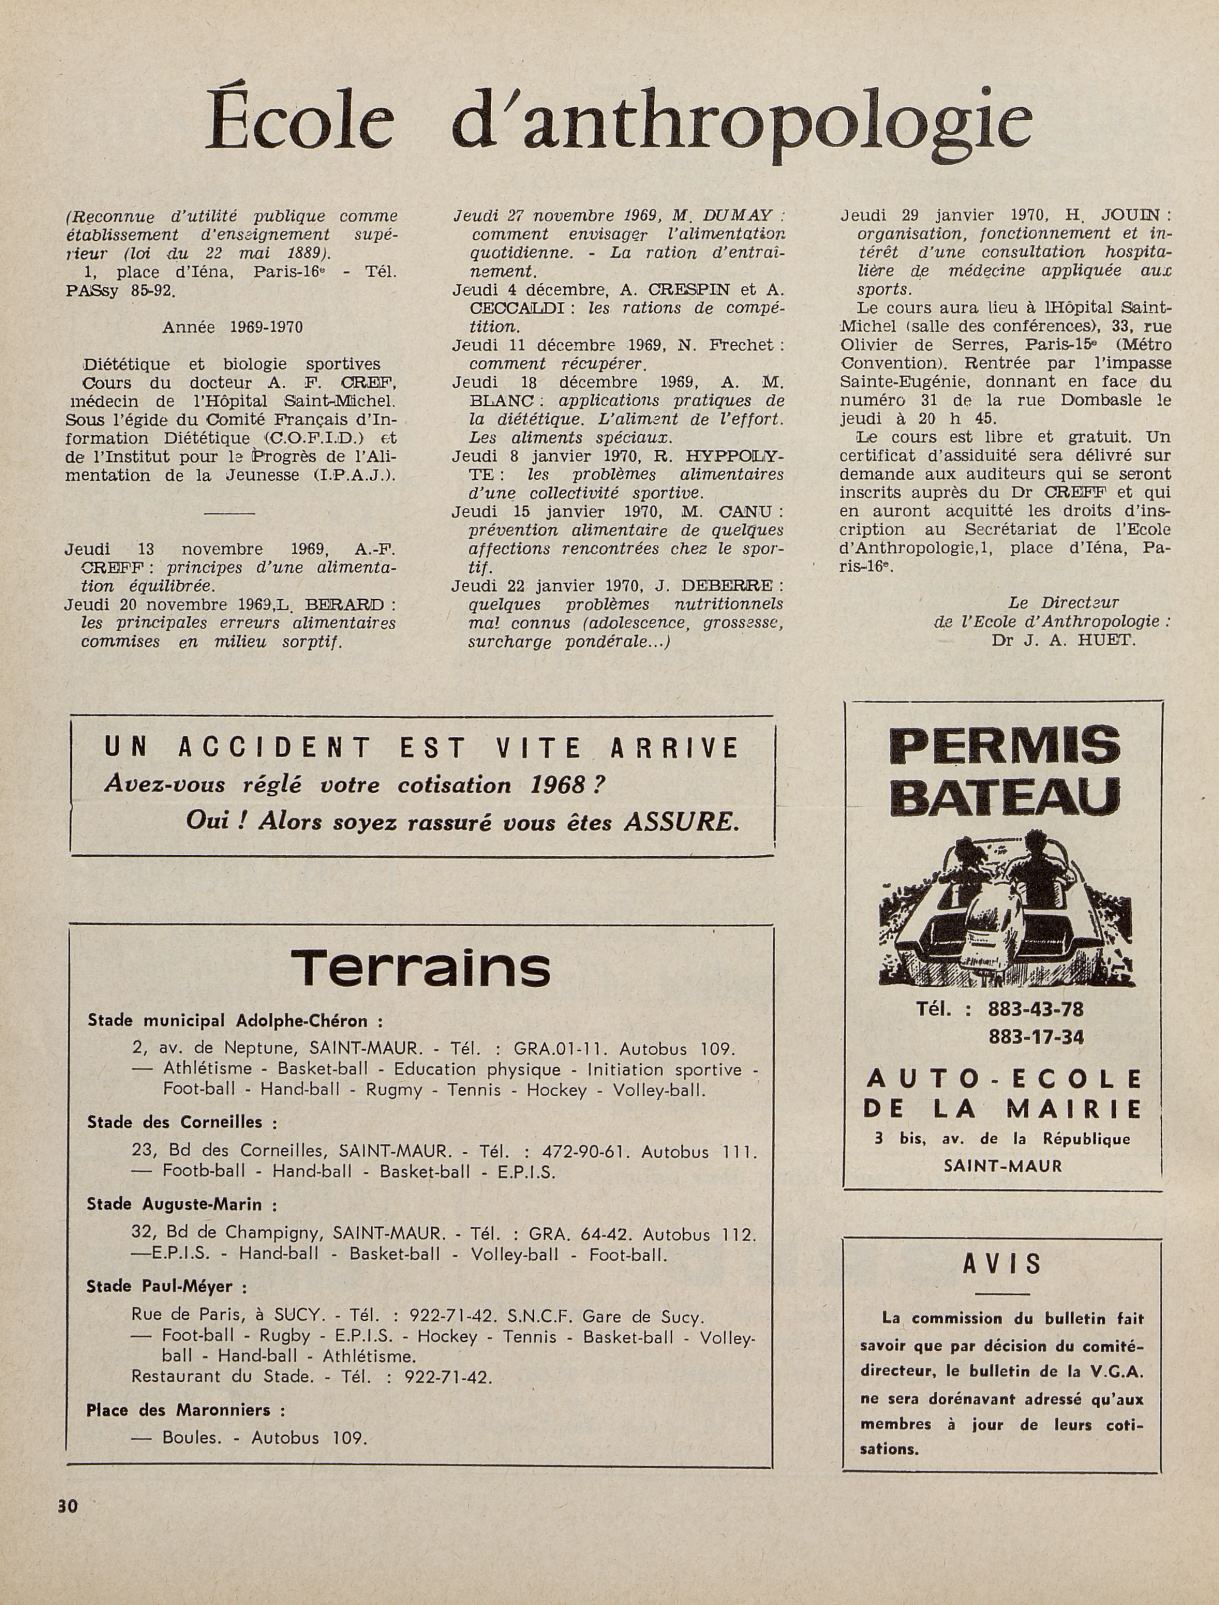 École d'anthropologie
(Reconnue d'utilité publique comme
établissement d'enseignement supé-
rieur (loi du 22 mai 1889).
1, place d'Iéna, Paris-16e - Tél.
PASsy 85-92.
Année 1969-1970
Diététique et biologie sportives
Cours du docteur A. F. CREF,
médecin de l'Hôpital Saint-Michel.
Sous l'égide du Comité Français d'In-
formation Diététique (C.O.F.I.D.) et
de l'Institut pour le Progrès de l'Ali-
mentation de la Jeunesse (I.P.A.J.).
Jeudi 13 novembre 1969, A.-F.
CREFF : principes d'une alimenta-
tion équilibrée.
Jeudi 20 novembre 1969,L. BERARD :
les principales erreurs alimentaires
commises en milieu sorptif.
Jeudi 27 novembre 1969, M. DUMAY :
comment envisager l'alimentation
quotidienne. - La ration d'entraî-
nement.
Jeudi 4 décembre, A. CRESPIN et A.
CECCALDI : les rations de compé-
tition.
Jeudi 11 décembre 1969, N. Frechet :
comment récupérer.
Jeudi 18 décembre 1969, A. M.
BLANC : applications pratiques de
la diététique. L'aliment de l'effort.
Les aliments spéciaux.
Jeudi 8 janvier 1970, R. HYPPOLY-
TE : les problèmes alimentaires
d'une collectivité sportive.
Jeudi 15 janvier 1970, M. CANU :
prévention alimentaire de quelques
affections rencontrées chez le spor-
tif.
Jeudi 22 janvier 1970, J. DEBERRE :
quelques problèmes nutritionnels
mal connus (adolescence, grossesse,
surcharge pondérale...)
Jeudi 29 janvier 1970, H. JOUIN :
organisation, fonctionnement et in-
térêt d'une consultation hospita-
lière de médecine appliquée aux
sports.
Le cours aura lieu à lHôpital Saint-
Michel (salle des conférences), 33, rue
Olivier de Serres, Paris-15e (Métro
Convention). Rentrée par l'impasse
Sainte-Eugénie, donnant en face du
numéro 31 de la rue Dombasle le
jeudi à 20 h 45.
Le cours est libre et gratuit. Un
certificat d'assiduité sera délivré sur
demande aux auditeurs qui se seront
inscrits auprès du Dr CREFF et qui
en auront acquitté les droits d'ins-
cription au Secrétariat de l'Ecole
d'Anthropologie,1, place d'Iéna, Pa-
ris-16e.
Le Directeur
de l'Ecole d'Anthropologie :
Dr J. A. HUET.
UN ACCIDENT EST VITE ARRIVE
Avez-vous réglé votre cotisation 1968 ?
Oui ! Alors soyez rassuré vous êtes ASSURE.
Terrains
Stade municipal Adolphe-Chéron :
2, av. de Neptune, SAINT-MAUR. - Tél. : GRA.01-11. Autobus 109.
— Athlétisme - Basket-ball - Education physique - Initiation sportive -
Foot-ball - Hand-ball - Rugmy - Tennis - Hockey - Volley-ball.
Stade des Corneilles :
23, Bd des Corneilles, SAINT-MAUR. - Tél. : 472-90-61. Autobus 111.
— Footb-ball - Hand-ball - Basket-ball - E.P.I.S.
Stade Auguste-Marin :
32, Bd de Champigny, SAINT-MAUR. - Tél. : GRA. 64-42. Autobus 112.
—E.P.I.S. - Hand-ball - Basket-ball - Volley-ball - Foot-ball.
Stade Paul-Méyer :
Rue de Paris, à SUCY. - Tél. : 922-71-42. S.N.C.F. Gare de Sucy.
— Foot-ball - Rugby - E.P.I.S. - Hockey - Tennis - Basket-ball - Volley-
ball - Hand-ball - Athlétisme.
Restaurant du Stade. - Tél. : 922-71-42.
Place des Maronniers :
— Boules. - Autobus 109.
PERMIS
BATEAU
Tél. : 883-43-78
883-17-34
AUTO-ECOLE
DE LA MAIRIE
3 bis, av. de la République
SAINT-MAUR
AVIS
La commission du bulletin fait
savoir que par décision du comité-
directeur, le bulletin de la V.G.A.
ne sera dorénavant adressé qu'aux
membres à jour de leurs coti-
sations.
30